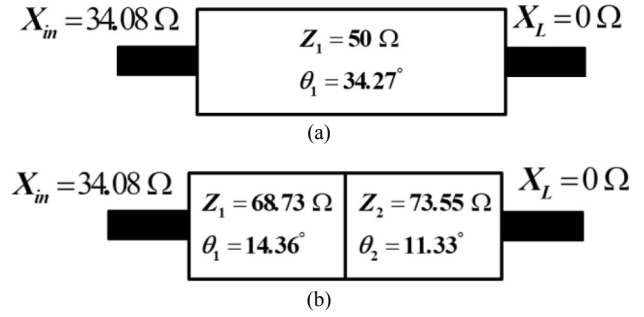 X_in = 34.08 Ω
Z_1 = 50 Ω
X_L = 0 Ω
θ_1 = 34.27°
(a)
X_in = 34.08 Ω
Z_1 = 68.73 Ω
Z_2 = 73.55 Ω
X_L = 0 Ω
θ_1 = 14.36°
θ_2 = 11.33°
(b)